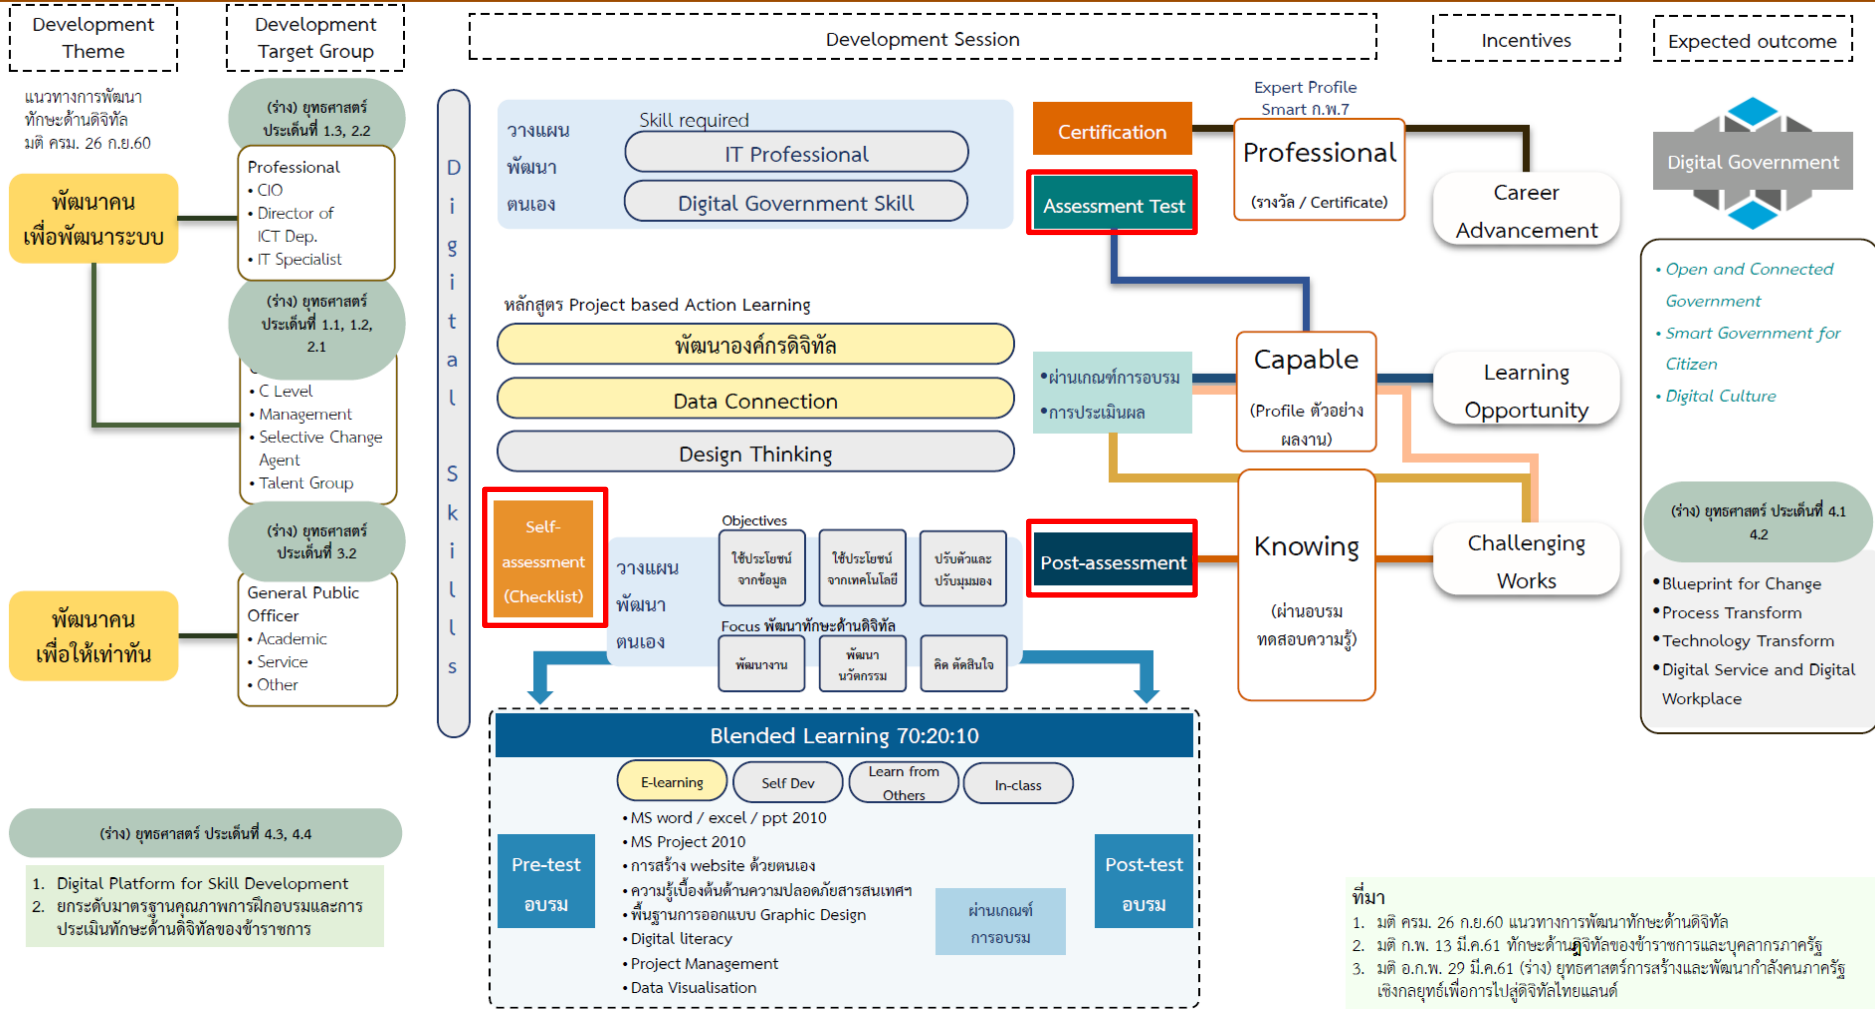 Development
Theme
Development
Target Group
Development Session
Incentives
Expected outcome
แนวทางการพัฒนา
ทักษะด้านดิจิทัล
มติ ครม. 26 ก.ย.60
พัฒนาคน
เพื่อพัฒนาระบบ
พัฒนาคน
เพื่อให้เท่าทัน
(ร่าง) ยุทธศาสตร์
ประเด็นที่ 1.3, 2.2
Professional
• CIO
• Director of
ICT Dep.
• IT Specialist
(ร่าง) ยุทธศาสตร์
ประเด็นที่ 1.1, 1.2,
2.1
• C Level
• Management
• Selective Change
Agent
• Talent Group
(ร่าง) ยุทธศาสตร์
ประเด็นที่ 3.2
General Public
Officer
• Academic
• Service
• Other
Digital Skills
วางแผน
พัฒนา
ตนเอง
Skill required
IT Professional
Digital Government Skill
หลักสูตร Project based Action Learning
พัฒนาองค์กรดิจิทัล
Data Connection
Design Thinking
Self-
assessment
(Checklist)
วางแผน
พัฒนา
ตนเอง
Objectives
ใช้ประโยชน์
จากข้อมูล
ใช้ประโยชน์
จากเทคโนโลยี
ปรับตัวและ
ปรับมุมมอง
Focus พัฒนาทักษะด้านดิจิทัล
พัฒนางาน
พัฒนา
นวัตกรรม
คิด ตัดสินใจ
Certification
Assessment Test
•ผ่านเกณฑ์การอบรม
•การประเมินผล
Post-assessment
Expert Profile
Smart ก.พ.7
Professional
(รางวัล / Certificate)
Capable
(Profile ตัวอย่าง
ผลงาน)
Knowing
(ผ่านอบรม
ทดสอบความรู้)
Career
Advancement
Learning
Opportunity
Challenging
Works
Digital Government
• Open and Connected
Government
• Smart Government for
Citizen
• Digital Culture
(ร่าง) ยุทธศาสตร์ ประเด็นที่ 4.1
4.2
•Blueprint for Change
•Process Transform
•Technology Transform
•Digital Service and Digital
Workplace
Blended Learning 70:20:10
E-learning
Self Dev
Learn from
Others
In-class
• MS word / excel / ppt 2010
• MS Project 2010
• การสร้าง website ด้วยตนเอง
• ความรู้เบื้องต้นด้านความปลอดภัยสารสนเทศฯ
• พื้นฐานการออกแบบ Graphic Design
• Digital literacy
• Project Management
• Data Visualisation
Pre-test
อบรม
ผ่านเกณฑ์
การอบรม
Post-test
อบรม
(ร่าง) ยุทธศาสตร์ ประเด็นที่ 4.3, 4.4
1. Digital Platform for Skill Development
2. ยกระดับมาตรฐานคุณภาพการฝึกอบรมและการ
ประเมินทักษะด้านดิจิทัลของข้าราชการ
ที่มา
1. มติ ครม. 26 ก.ย.60 แนวทางการพัฒนาทักษะด้านดิจิทัล
2. มติ ก.พ. 13 มี.ค.61 ทักษะด้านฎิจิทัลของข้าราชการและบุคลากรภาครัฐ
3. มติ อ.ก.พ. 29 มี.ค.61 (ร่าง) ยุทธศาสตร์การสร้างและพัฒนากำลังคนภาครัฐ
เชิงกลยุทธ์เพื่อการไปสู่ดิจิทัลไทยแลนด์